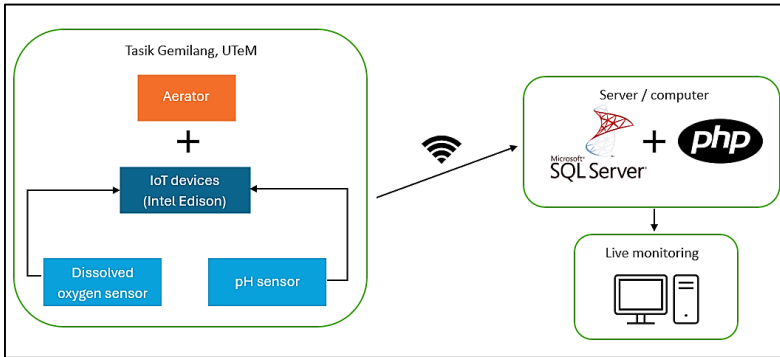 Tasik Gemilang, UTeM
Aerator
+
IoT devices
(Intel Edison)
Dissolved
oxygen sensor
pH sensor
Server / computer
Microsoft®
SQL Server®
+
php
Live monitoring